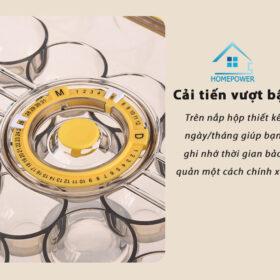 HOMEPOWER
Cải tiến vượt bậ
Trên nắp hộp thiết kế
ngày/tháng giúp bạn
ghi nhớ thời gian bảo
quản một cách chính x
M
D